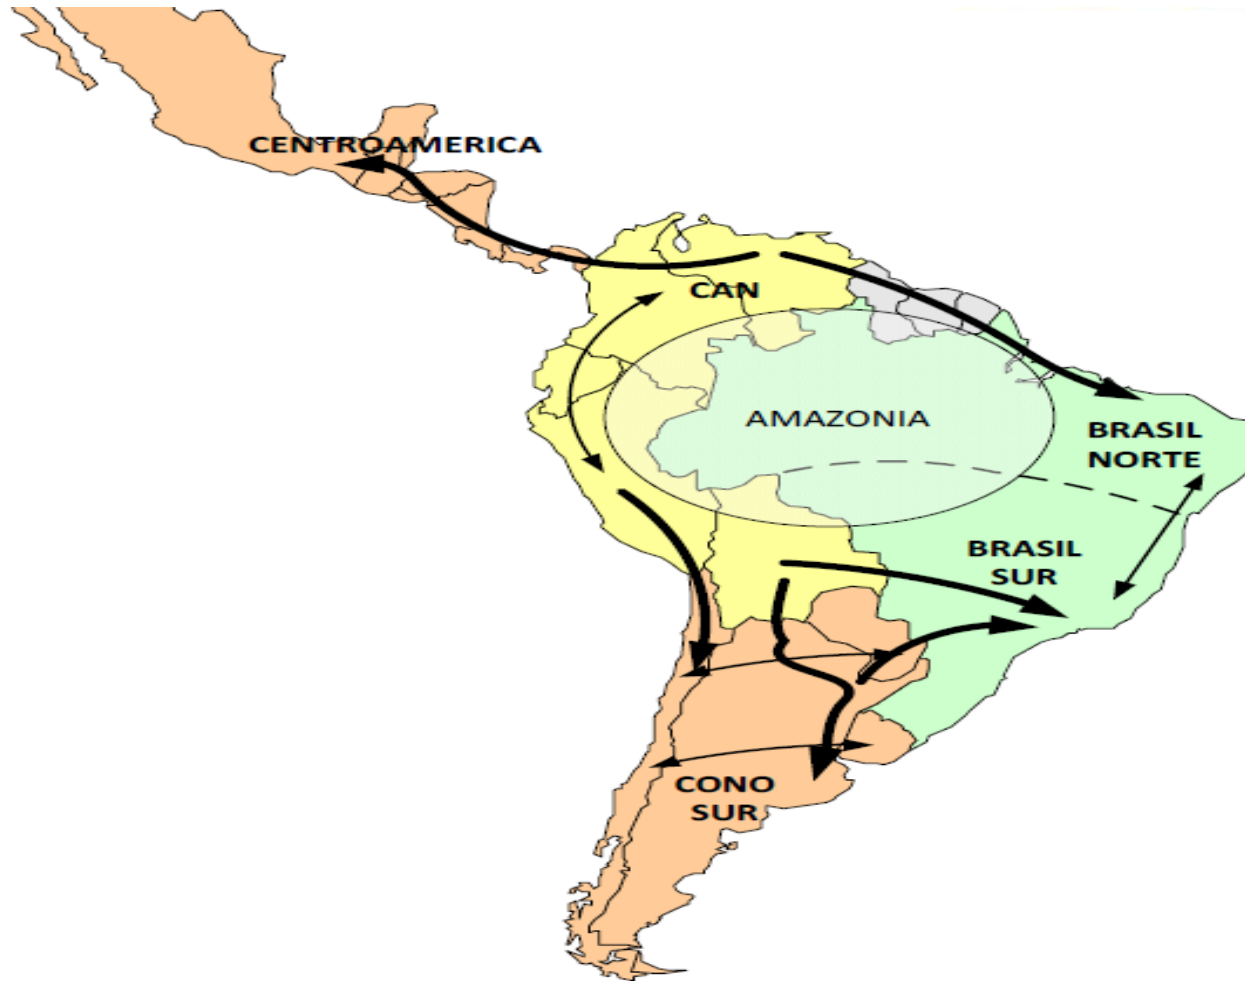 CENTROAMERICA
CAN
AMAZONIA
BRASIL
NORTE
BRASIL
SUR
CONO
SUR